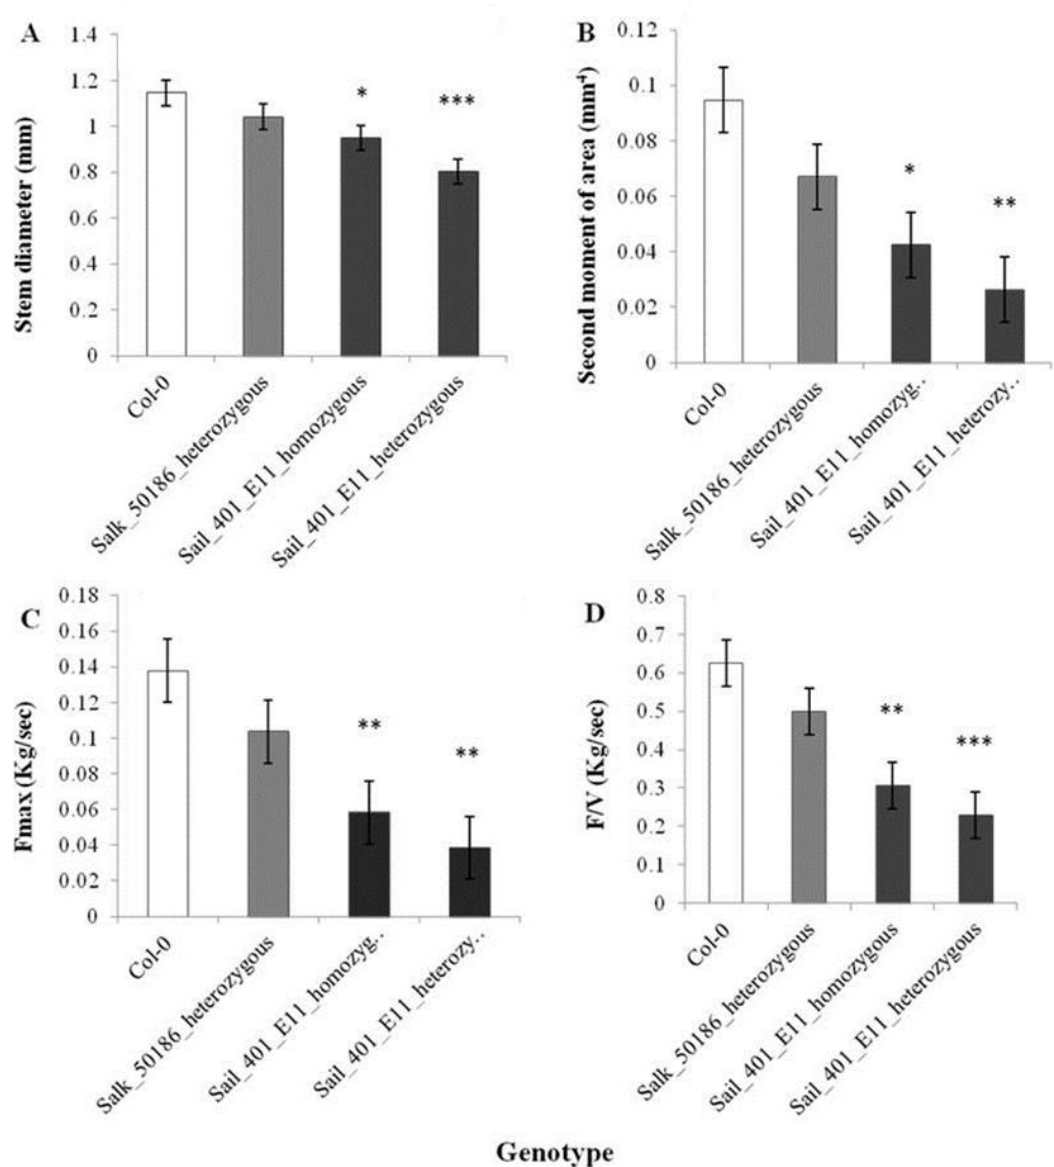 A
Stem diameter (mm)
1.4
1.2
1
0.8
0.6
0.4
0.2
0
*
***
Col-0
Salk_50186_heterozygous
Sail_401_E11_homozygous
Sail_401_E11_heterozygous
B
Second moment of area (mm⁴)
0.12
0.1
0.08
0.06
0.04
0.02
0
*
**
Col-0
Salk_50186_heterozygous
Sail_401_E11_homozyg..
Sail_401_E11_heterozy..
C
Fmax (Kg/sec)
0.18
0.16
0.14
0.12
0.1
0.08
0.06
0.04
0.02
0
**
**
Col-0
Salk_50186_heterozygous
Sail_401_E11_homozyg..
Sail_401_E11_heterozy..
D
F/V (Kg/sec)
0.8
0.7
0.6
0.5
0.4
0.3
0.2
0.1
0
**
***
Col-0
Salk_50186_heterozygous
Sail_401_E11_homozygous
Sail_401_E11_heterozygous
Genotype